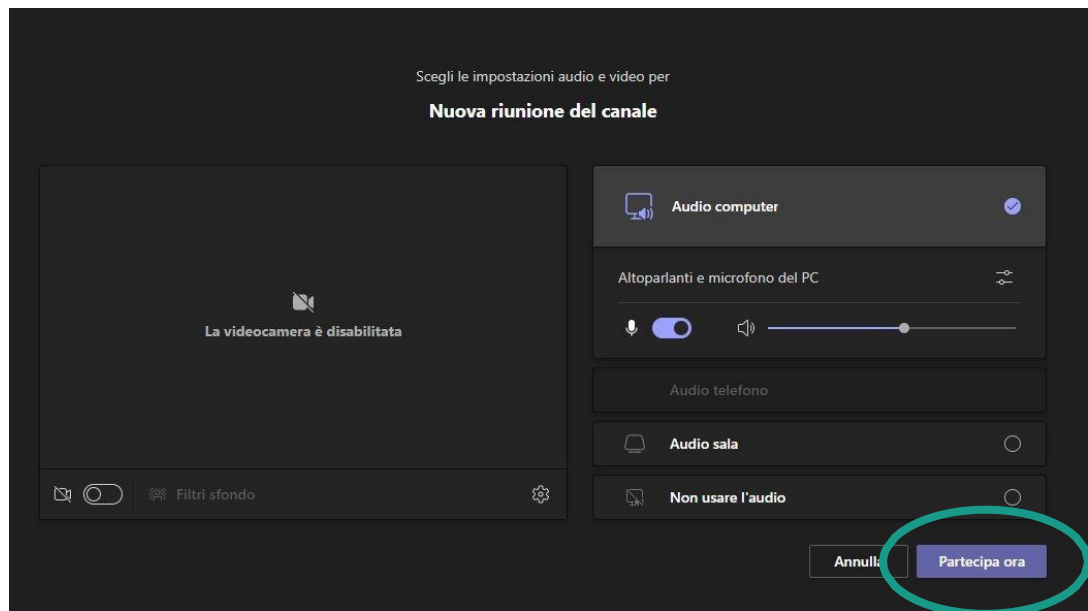 Scegli le impostazioni audio e video per
Nuova riunione del canale
La videocamera è disabilitata
Filtri sfondo
Audio computer
Altoparlanti e microfono del PC
Audio telefono
Audio sala
Non usare l'audio
Annulla
Partecipa ora